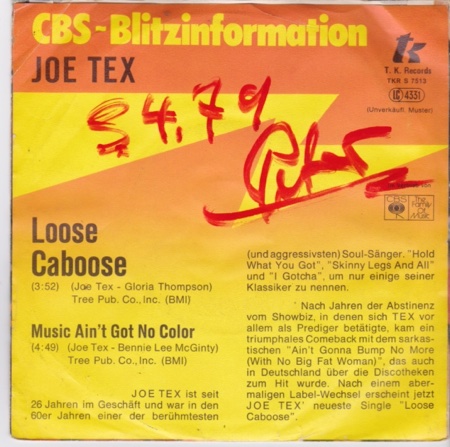 CBS-Blitzinformation
JOE TEX
tk
T. K. Records
TKR S 7513
LC 4331
(Unverkäufl. Muster)
4.79
CBS
The Family
of Music
Loose
Caboose
(3:52) (Joe Tex - Gloria Thompson)
Tree Pub. Co., Inc. (BMI)
Music Ain't Got No Color
(4:49) (Joe Tex - Bennie Lee McGinty)
Tree Pub. Co., Inc. (BMI)
JOE TEX ist seit
26 Jahren im Geschäft und war in den
60er Jahren einer der berühmtesten
(und aggressivsten) Soul-Sänger. "Hold
What You Got", "Skinny Legs And All"
und "I Gotcha", um nur einige seiner
Klassiker zu nennen.
Nach Jahren der Abstinenz
vom Showbiz, in denen sich TEX vor
allem als Prediger betätigte, kam ein
triumphales Comeback mit dem sarkas-
tischen "Ain't Gonna Bump No More
(With No Big Fat Woman)", das auch
in Deutschland über die Discotheken
zum Hit wurde. Nach einem aber-
maligen Label-Wechsel erscheint jetzt
JOE TEX' neueste Single "Loose
Caboose".